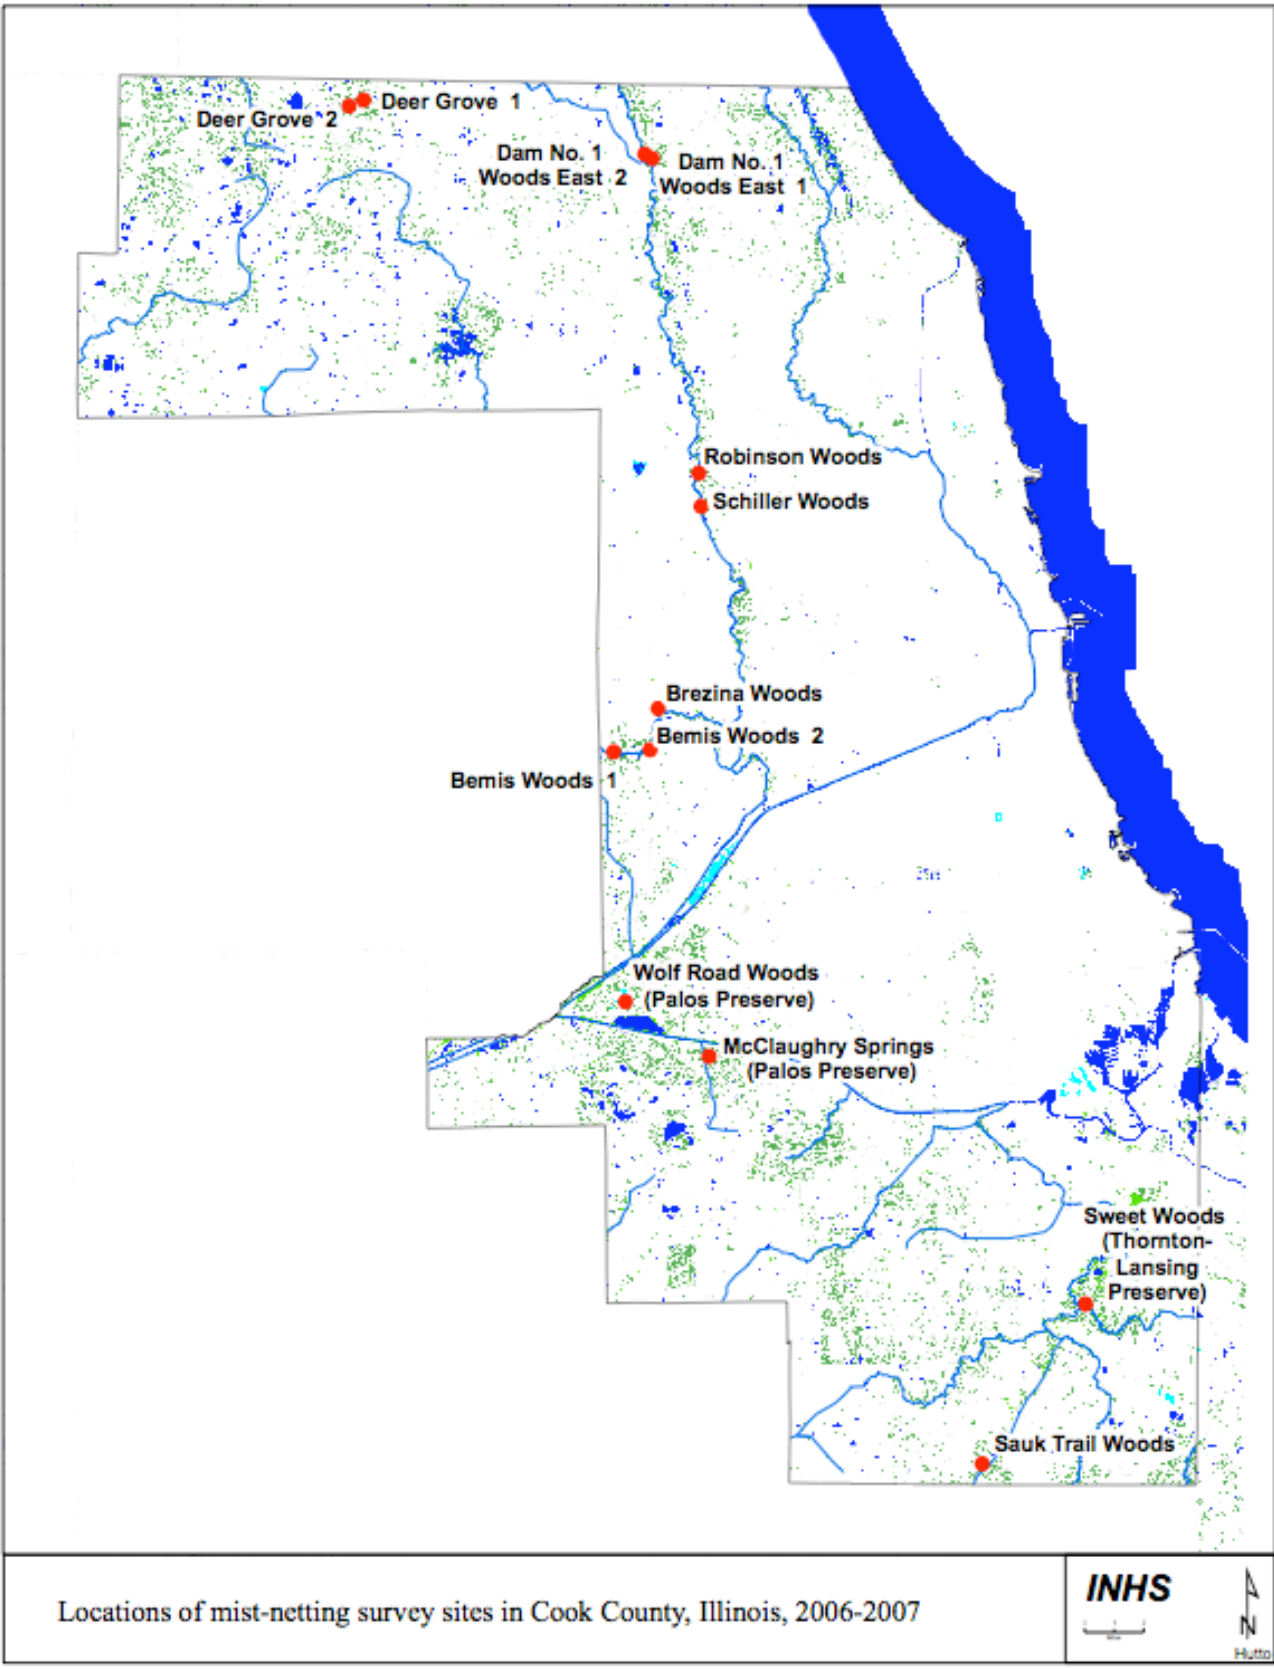 Deer Grove 1
Deer Grove 2
Dam No. 1
Woods East 2
Dam No. 1
Woods East 1
Robinson Woods
Schiller Woods
Brezina Woods
Bemis Woods 2
Bemis Woods 1
Wolf Road Woods
(Palos Preserve)
McClaughry Springs
(Palos Preserve)
Sweet Woods
(Thornton-
Lansing
Preserve)
Sauk Trail Woods
Locations of mist-netting survey sites in Cook County, Illinois, 2006-2007
INHS
N
Hutto